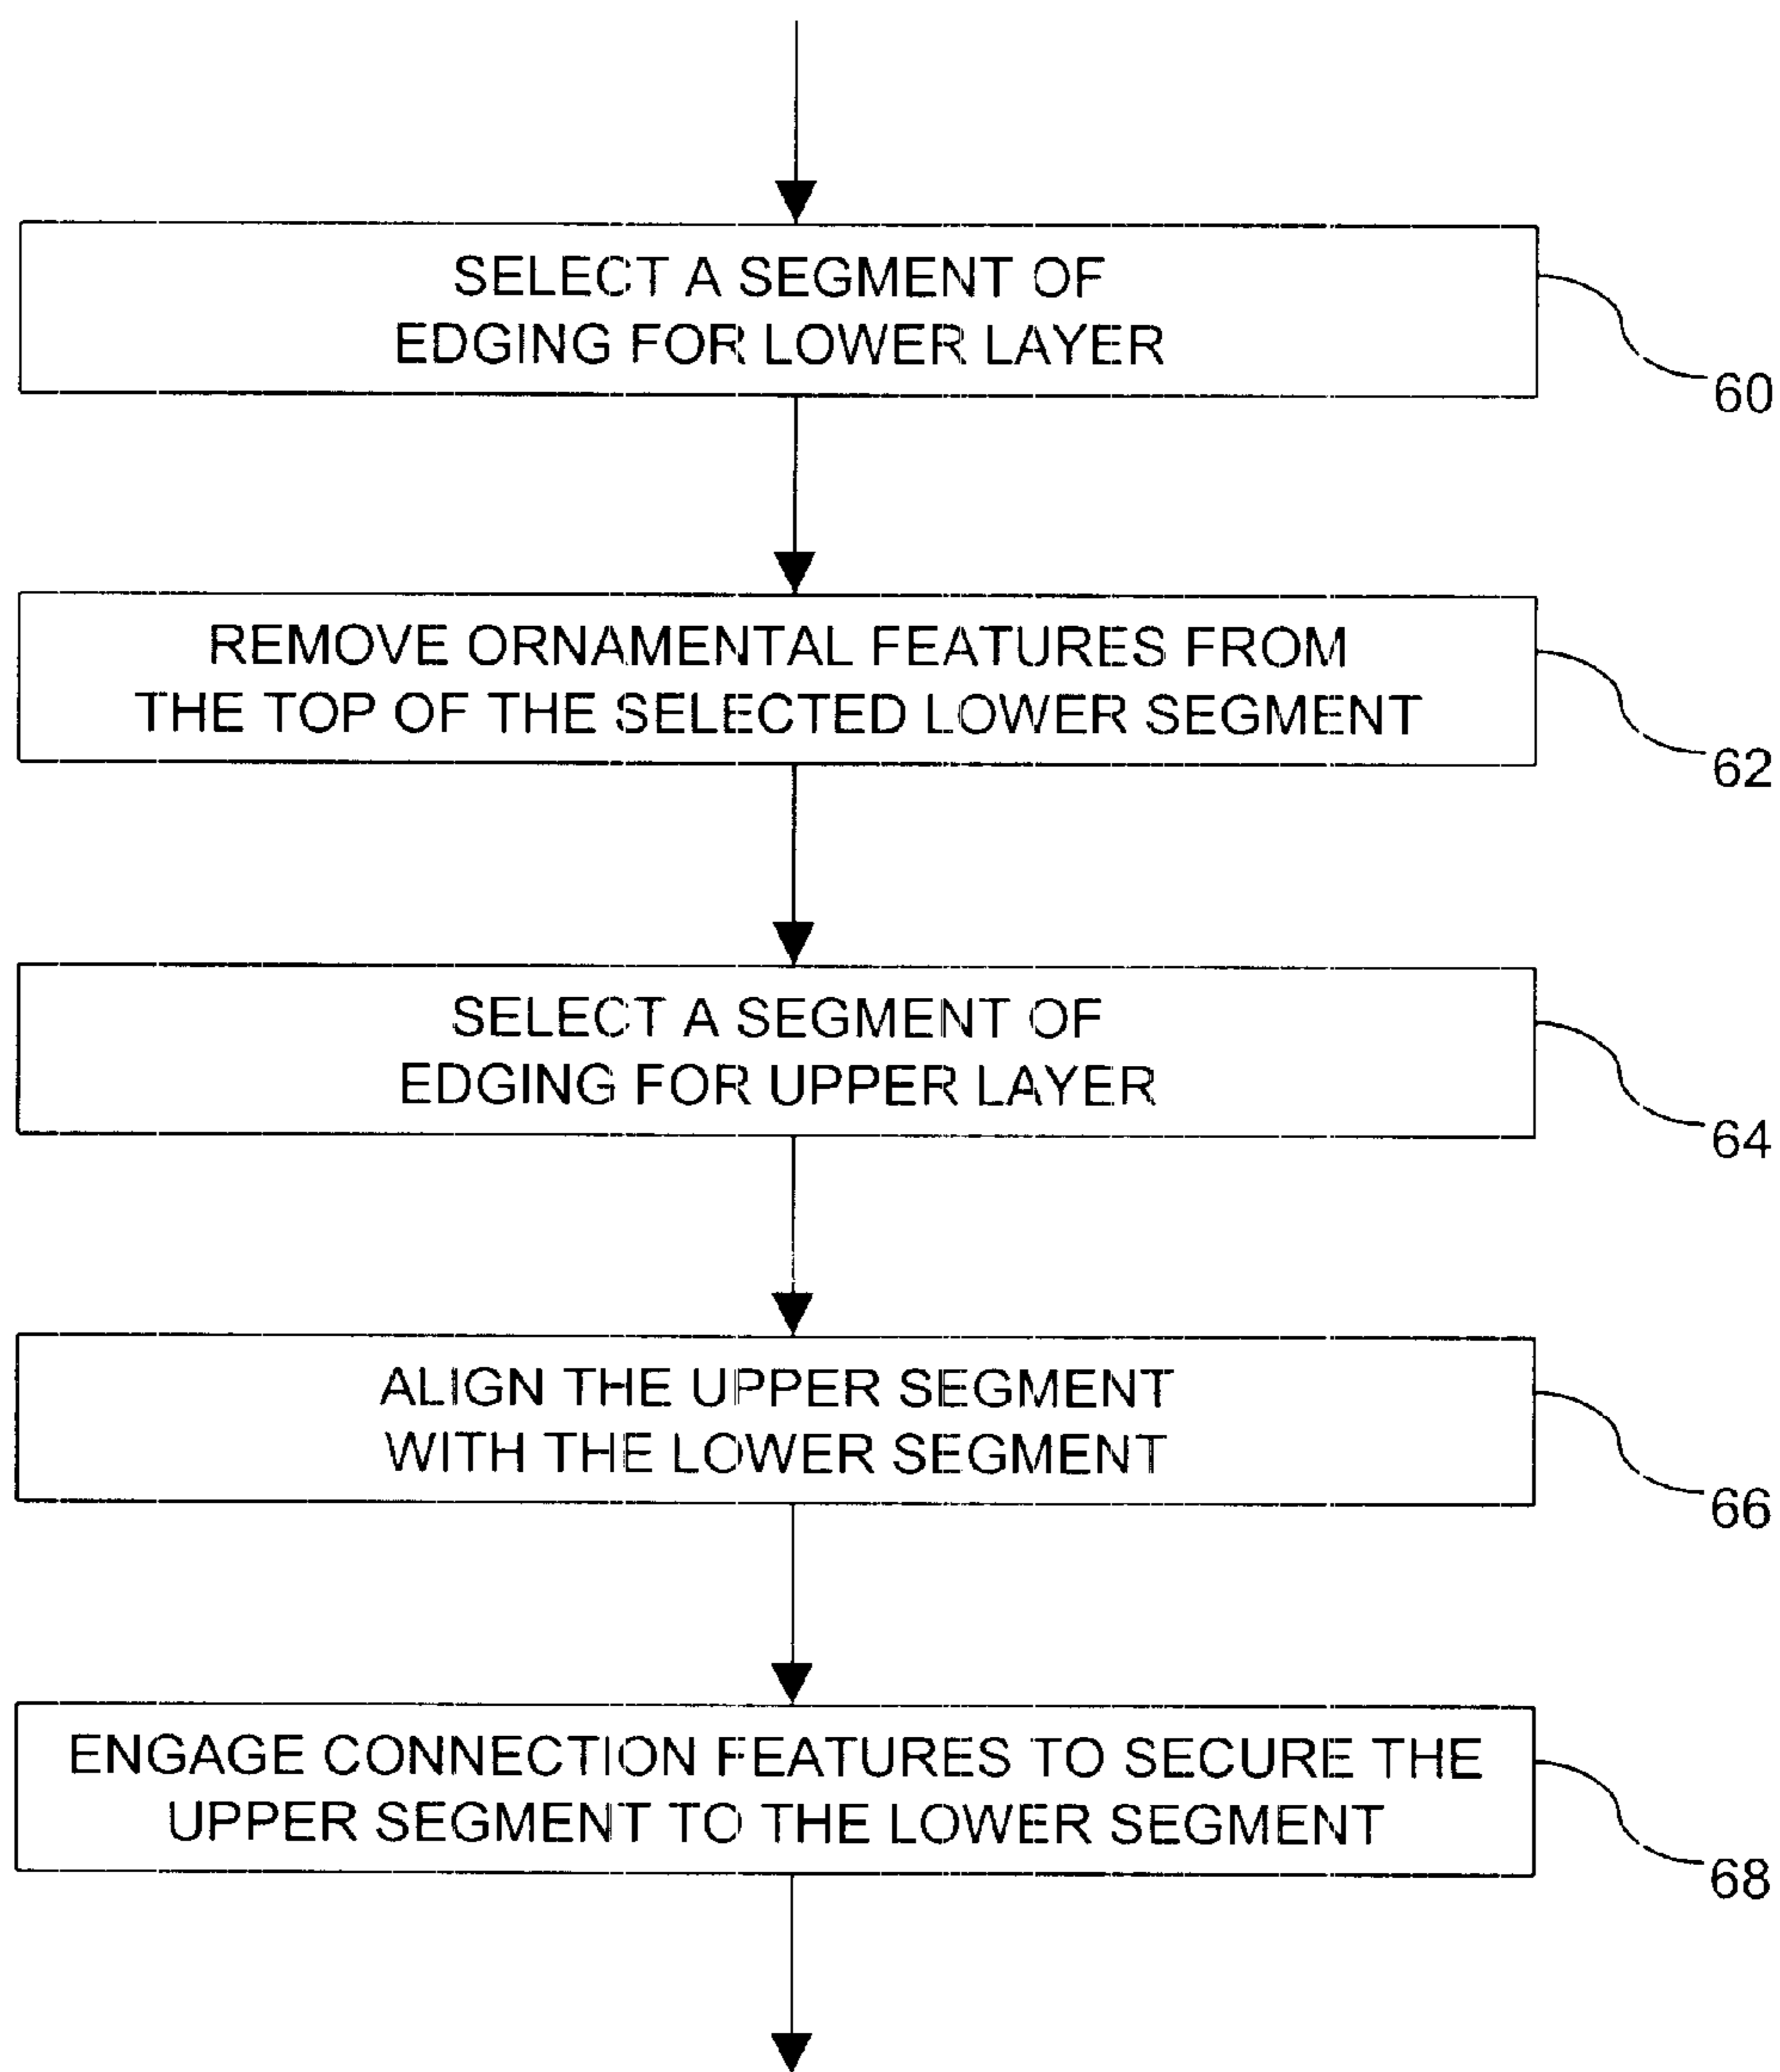 SELECT A SEGMENT OF
EDGING FOR LOWER LAYER
60
REMOVE ORNAMENTAL FEATURES FROM
THE TOP OF THE SELECTED LOWER SEGMENT
62
SELECT A SEGMENT OF
EDGING FOR UPPER LAYER
64
ALIGN THE UPPER SEGMENT
WITH THE LOWER SEGMENT
66
ENGAGE CONNECTION FEATURES TO SECURE THE
UPPER SEGMENT TO THE LOWER SEGMENT
68